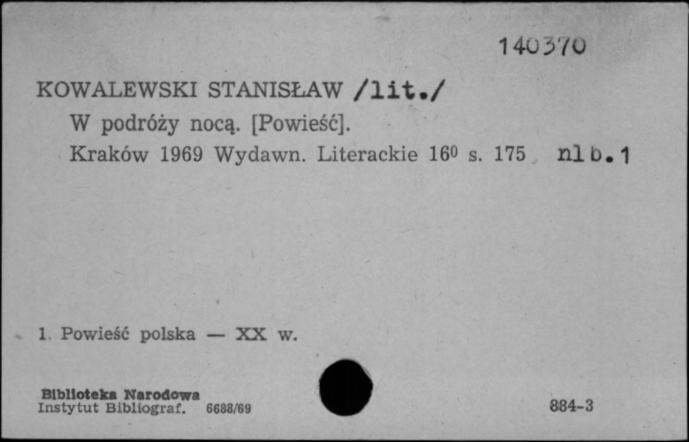 140370
KOWALEWSKI STANISŁAW /lit./
W podróży nocą. [Powieść].
Kraków 1969 Wydawn. Literackie 16⁰ s. 175 nlb.1
1. Powieść polska — XX w.
Biblioteka Narodowa
Instytut Bibliograf. 6688/69
884-3